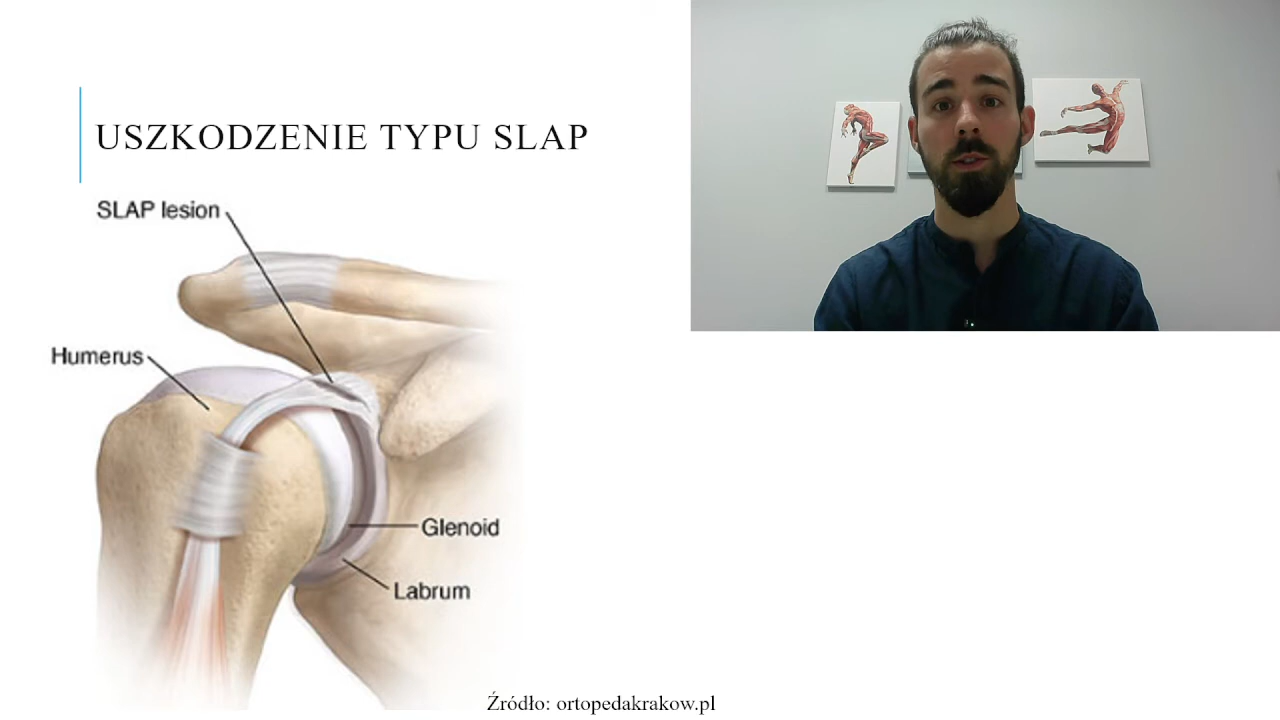 USZKODZENIE TYPU SLAP
SLAP lesion
Humerus
Glenoid
Labrum
Źródło: ortopedakrakow.pl